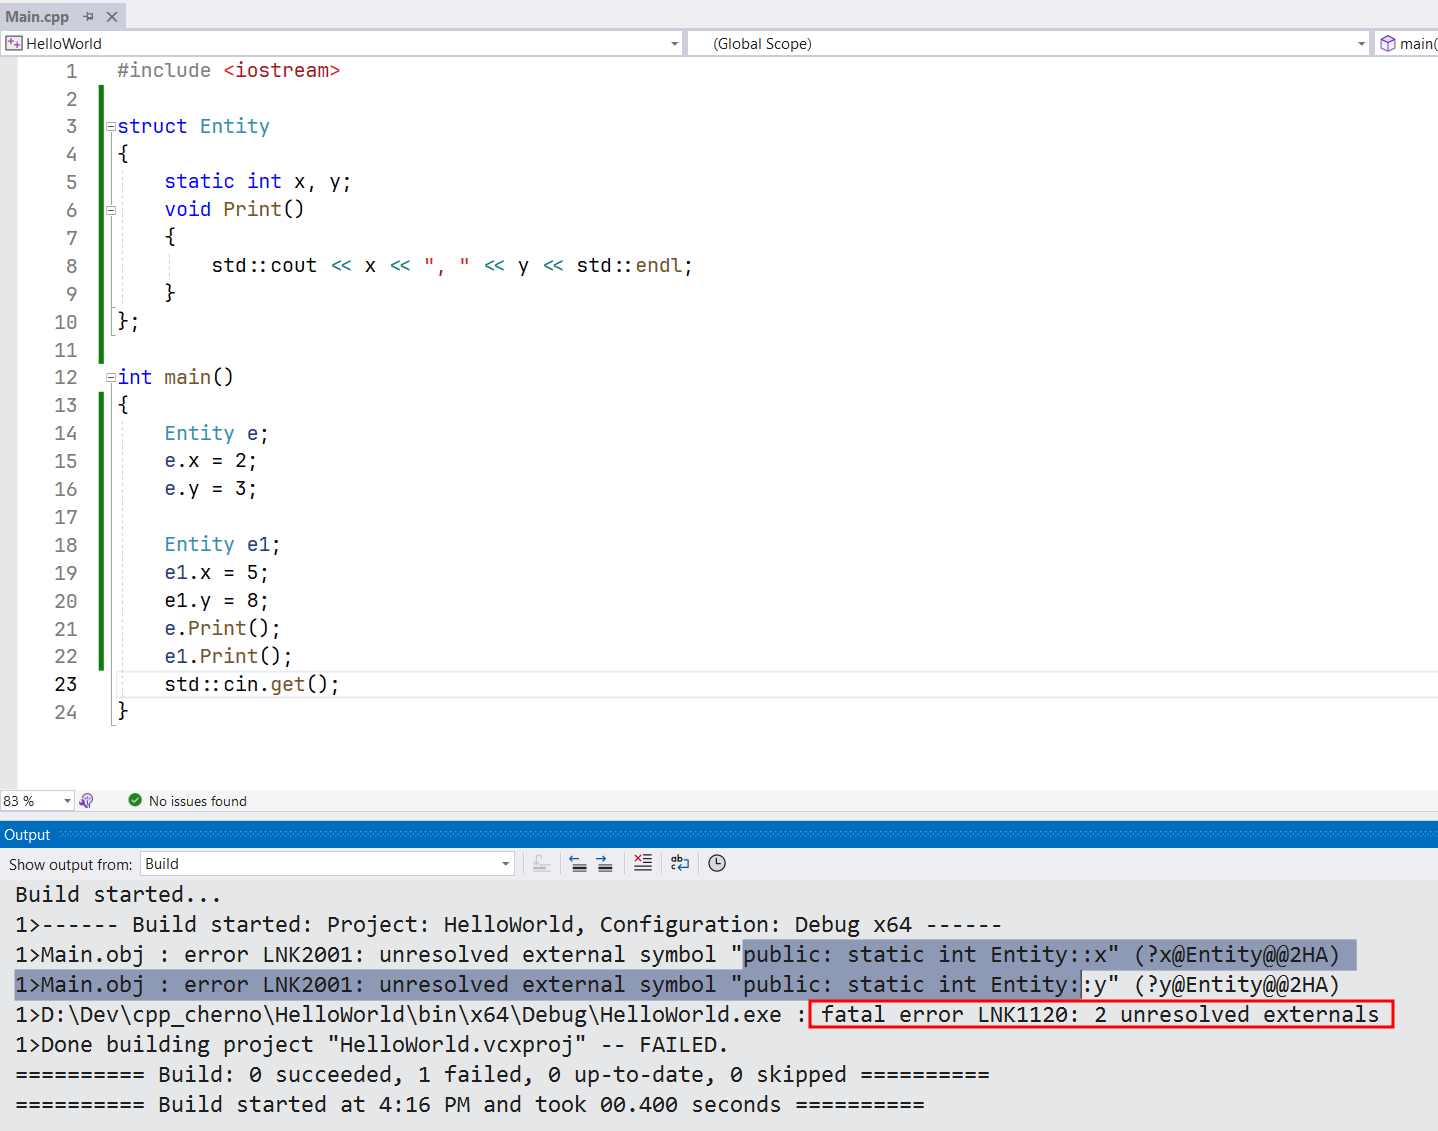 Main.cpp
HelloWorld (Global Scope) main(
1 #include <iostream>
2
3 struct Entity
4 {
5 static int x, y;
6 void Print()
7 {
8 std::cout << x << ", " << y << std::endl;
9 }
10 };
11
12 int main()
13 {
14 Entity e;
15 e.x = 2;
16 e.y = 3;
17
18 Entity e1;
19 e1.x = 5;
20 e1.y = 8;
21 e.Print();
22 e1.Print();
23 std::cin.get();
24 }
83 % No issues found
Output
Show output from: Build
Build started...
1>------ Build started: Project: HelloWorld, Configuration: Debug x64 ------
1>Main.obj : error LNK2001: unresolved external symbol "public: static int Entity::x" (?x@Entity@@2HA)
1>Main.obj : error LNK2001: unresolved external symbol "public: static int Entity::y" (?y@Entity@@2HA)
1>D:\Dev\cpp_cherno\HelloWorld\bin\x64\Debug\HelloWorld.exe : fatal error LNK1120: 2 unresolved externals
1>Done building project "HelloWorld.vcxproj" -- FAILED.
========== Build: 0 succeeded, 1 failed, 0 up-to-date, 0 skipped ==========
========== Build started at 4:16 PM and took 00.400 seconds ==========